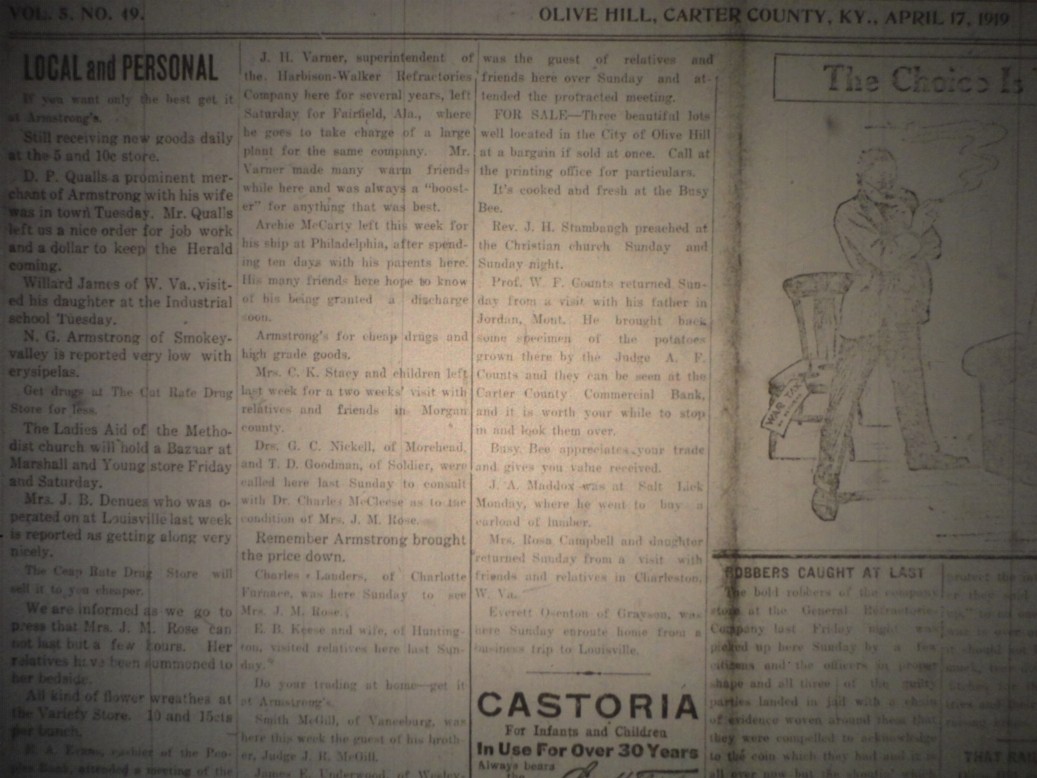 VOL. 5. NO. 49.
OLIVE HILL, CARTER COUNTY, KY., APRIL 17, 1919
LOCAL and PERSONAL
If you want only the best get it
at Armstrong's.
Still receiving new goods daily
at the 5 and 10c store.
D. P. Qualls a prominent mer-
chant of Armstrong with his wife
was in town Tuesday. Mr. Qualls
left us a nice order for job work
and a dollar to keep the Herald
coming.
Willard James of W. Va., visit-
ed his daughter at the Industrial
school Tuesday.
N. G. Armstrong of Smokey-
valley is reported very low with
erysipelas.
Get drugs at The Cut Rate Drug
Store for less.
The Ladies Aid of the Metho-
dist church will hold a Bazaar at
Marshall and Young store Friday
and Saturday.
Mrs. J. B. Denues who was o-
perated on at Louisville last week
is reported as getting along very
nicely.
The Ceap Rate Drug Store will
sell it to you cheaper.
We are informed as we go to
press that Mrs. J. M. Rose can
not last but a few hours. Her
relatives have been summoned to
her bedside.
All kind of flower wreathes at
the Variety Store. 10 and 15cts
per bunch.
cashier of the Peo-
ples Bank, attended a meeting of the
J. H. Varner, superintendent of
the Harbison-Walker Refractories
Company here for several years, left
Saturday for Fairfield, Ala., where
he goes to take charge of a large
plant for the same company. Mr.
Varner made many warm friends
while here and was always a "boost-
er" for anything that was best.
Archie McCarty left this week for
his ship at Philadelphia, after spend-
ing ten days with his parents here.
His many friends here hope to know
of his being granted a discharge
soon.
Armstrong's for cheap drugs and
high grade goods.
Mrs. C. K. Stacy and children left
last week for a two weeks' visit with
relatives and friends in Morgan
county.
Drs. G. C. Nickell, of Morehead,
and T. D. Goodman, of Soldier, were
called here last Sunday to consult
with Dr. Charles McCleese as to the
condition of Mrs. J. M. Rose.
Remember Armstrong brought
the price down.
Charles Landers, of Charlotte
Furnace, was here Sunday to see
Mrs. J. M. Rose.
E. B. Keese and wife, of Hunting-
ton, visited relatives here last Sun-
day.
Do your trading at home—get it
at Armstrong's.
Smith McGill, of Vanceburg, was
here this week the guest of his broth-
er, Judge J. R. McGill.
James E. Underwood, of Wesley,
was the guest of relatives and
friends here over Sunday and at-
tended the protracted meeting.
FOR SALE—Three beautiful lots
well located in the City of Olive Hill
at a bargain if sold at once. Call at
the printing office for particulars.
It's cooked and fresh at the Busy
Bee.
Rev. J. H. Stambaugh preached at
the Christian church Sunday and
Sunday night.
Prof. W. F. Counts returned Sun-
day from a visit with his father in
Jordan, Mont. He brought back
some specimen of the potatoes
grown there by the Judge A. F.
Counts and they can be seen at the
Carter County Commercial Bank,
and it is worth your while to stop
in and look them over.
Busy Bee appreciates your trade
and gives you value received.
J. A. Maddox was at Salt Lick
Monday, where he went to buy a
carload of lumber.
Mrs. Rosa Campbell and daughter
returned Sunday from a visit with
friends and relatives in Charleston,
W. Va.
Everett Osenton of Grayson, was
here Sunday enroute home from a
business trip to Louisville.
CASTORIA
For Infants and Children
In Use For Over 30 Years
Always bears
the
The Choice Is
WAR TAX
ROBBERS CAUGHT AT LAST
The bold robbers of the company
store at the General Refractories
Company last Friday night was
picked up here Sunday by a few
citizens and the officers in proper
shape and all three of the guilty
parties landed in jail with a chain
of evidence woven around them that
they were compelled to acknowledge
to the coin which they had and it is
THAT RAIL